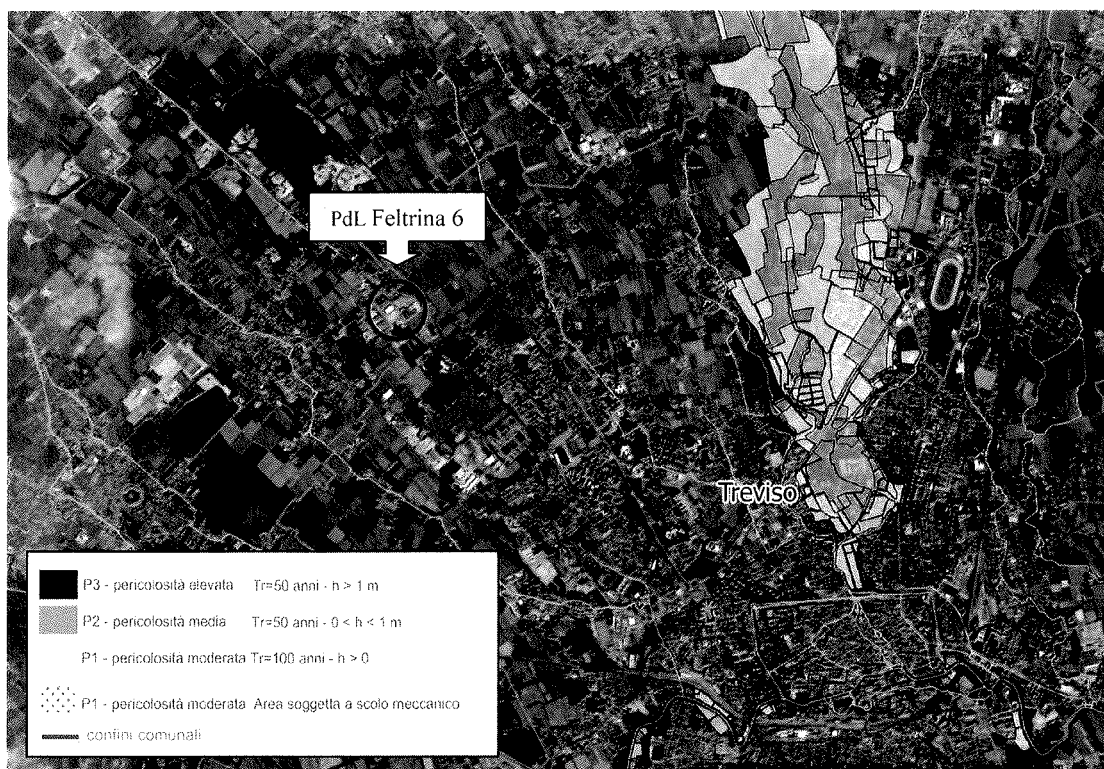 PdL Feltrina 6
Treviso
P3 - pericolosità elevata Tr=50 anni - h > 1 m
P2 - pericolosità media Tr=50 anni - 0 < h < 1 m
P1 - pericolosità moderata Tr=100 anni - h > 0
P1 - pericolosità moderata Area soggetta a scolo meccanico
confini comunali